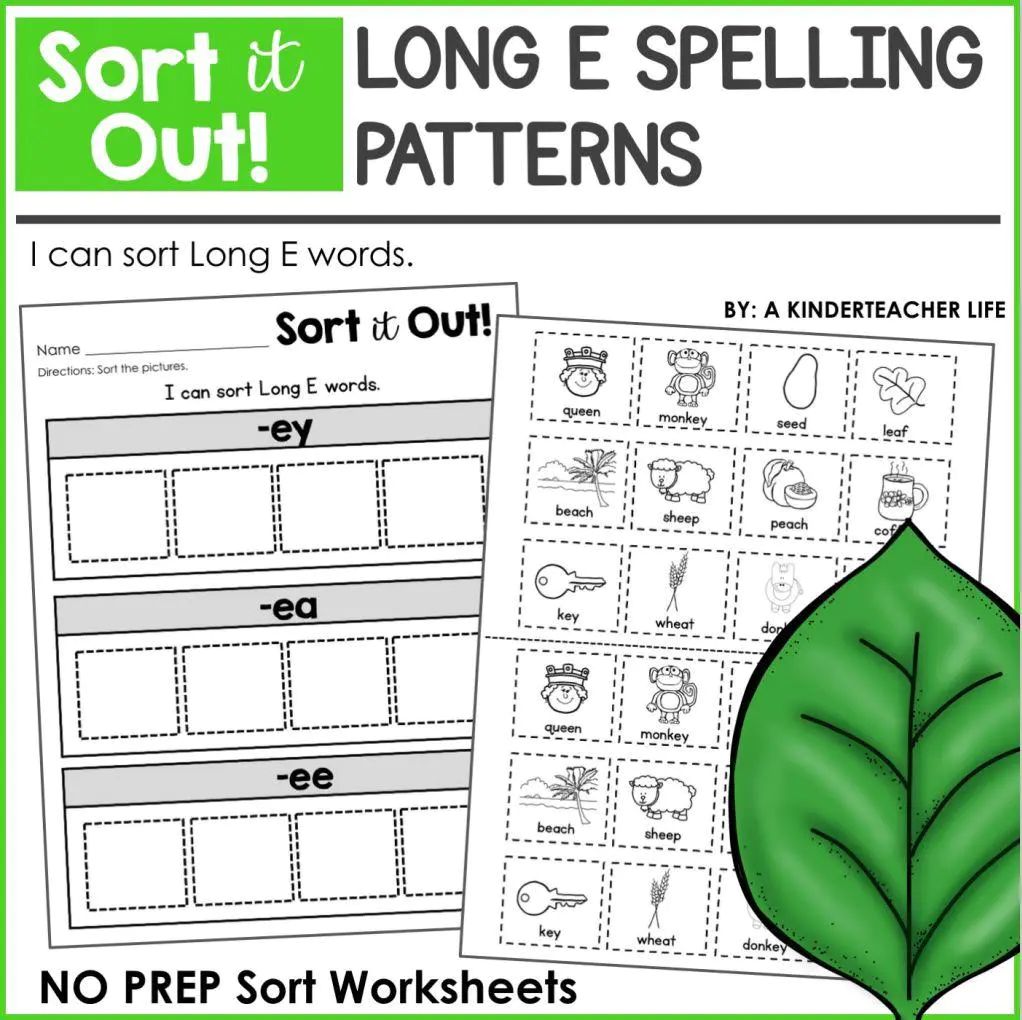 Sort it
Out!
LONG E SPELLING
PATTERNS
I can sort Long E words.
BY: A KINDERTEACHER LIFE
Sort it Out!
Name
Directions: Sort the pictures.
I can sort Long E words.
-ey
-ea
-ee
queen monkey seed leaf
beach sheep peach cof
key wheat don
queen monkey
beach sheep
key wheat donkey
NO PREP Sort Worksheets